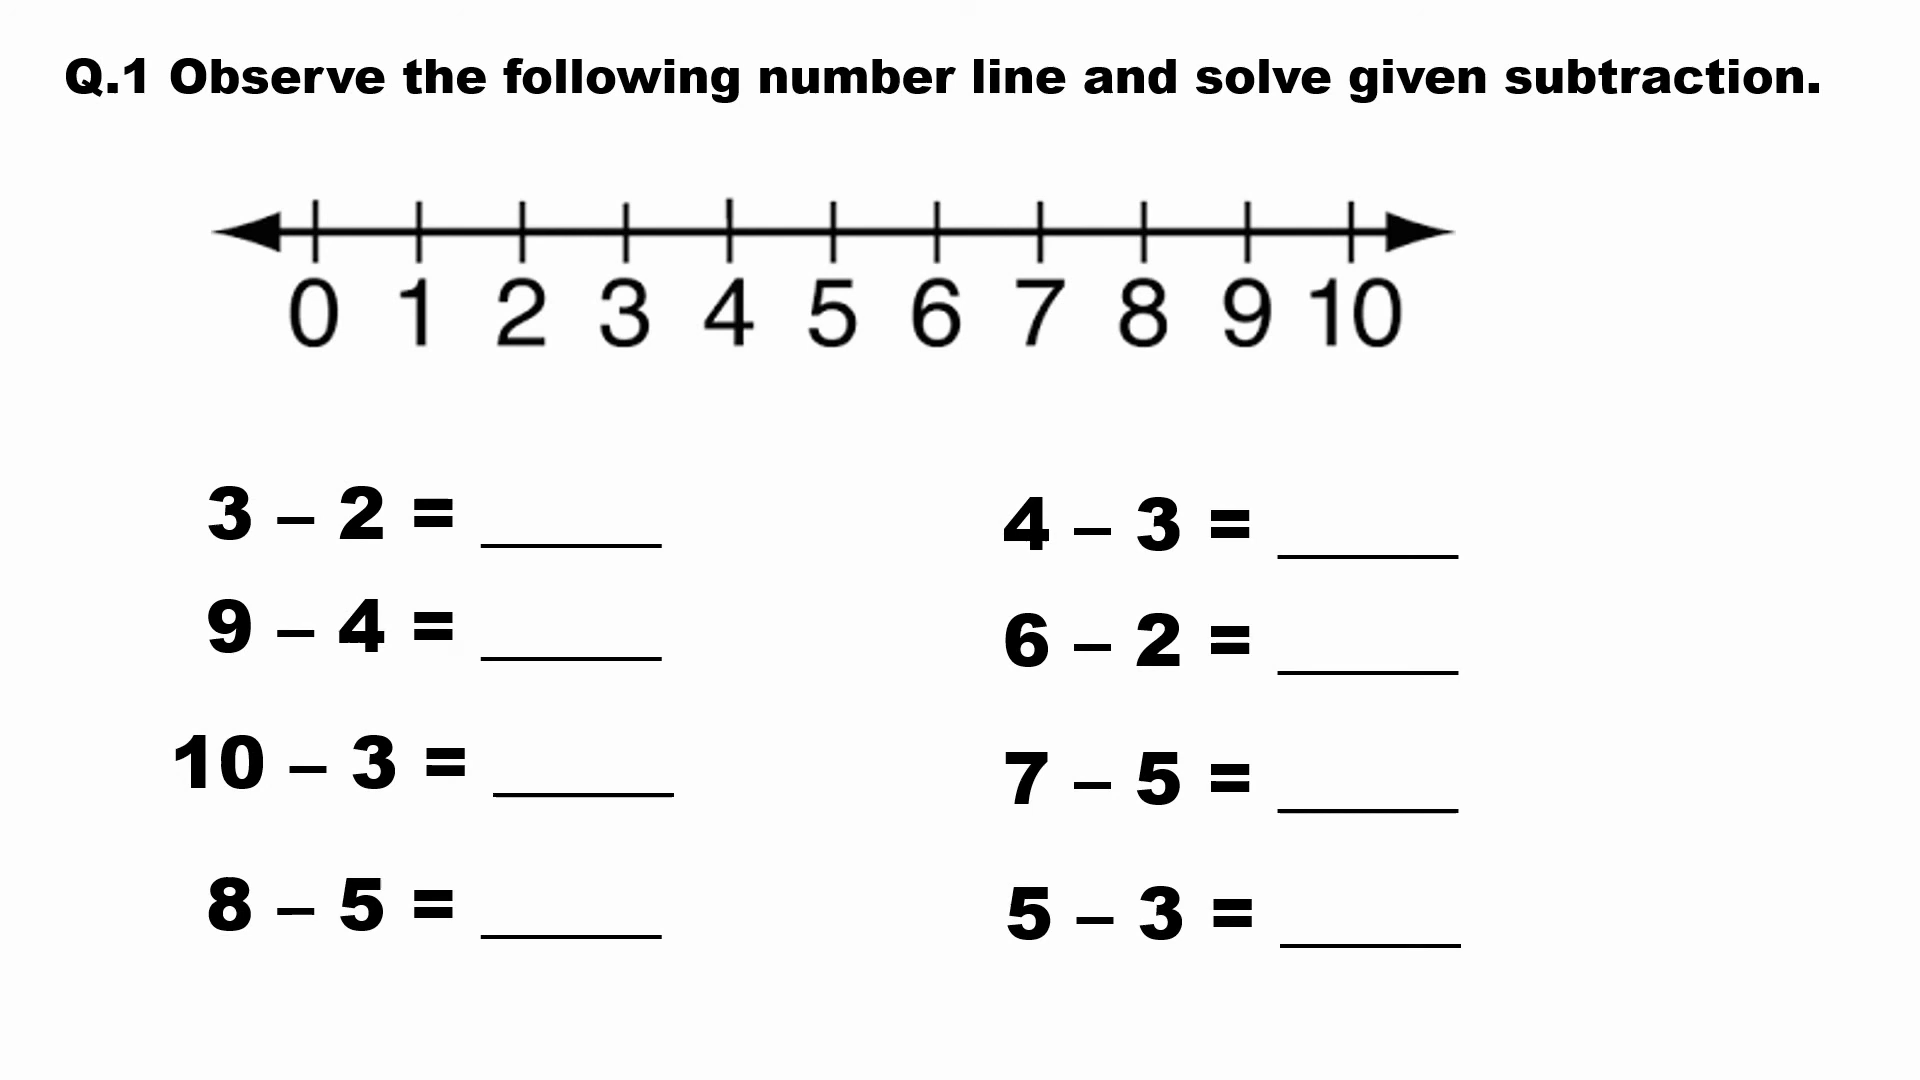 Q.1 Observe the following number line and solve given subtraction.
0 1 2 3 4 5 6 7 8 9 10
3 – 2 = _____
4 – 3 = _____
9 – 4 = _____
6 – 2 = _____
10 – 3 = _____
7 – 5 = _____
8 – 5 = _____
5 – 3 = _____